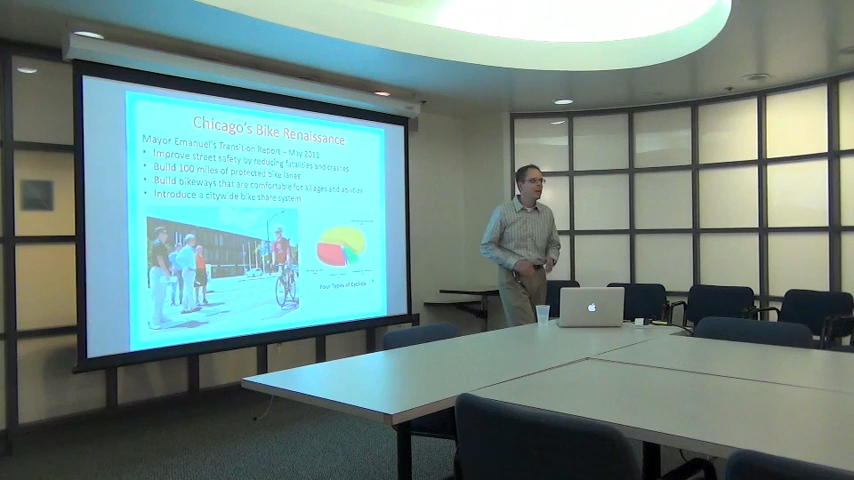 Chicago's Bike Renaissance
Mayor Emanuel's Transition Report – May 2011
• Improve street safety by reducing fatalities and crashes
• Build 100 miles of protected bike lanes
• Build bikeways that are comfortable for all ages and abilities
• Introduce a citywide bike share system
Four Types of Cyclists